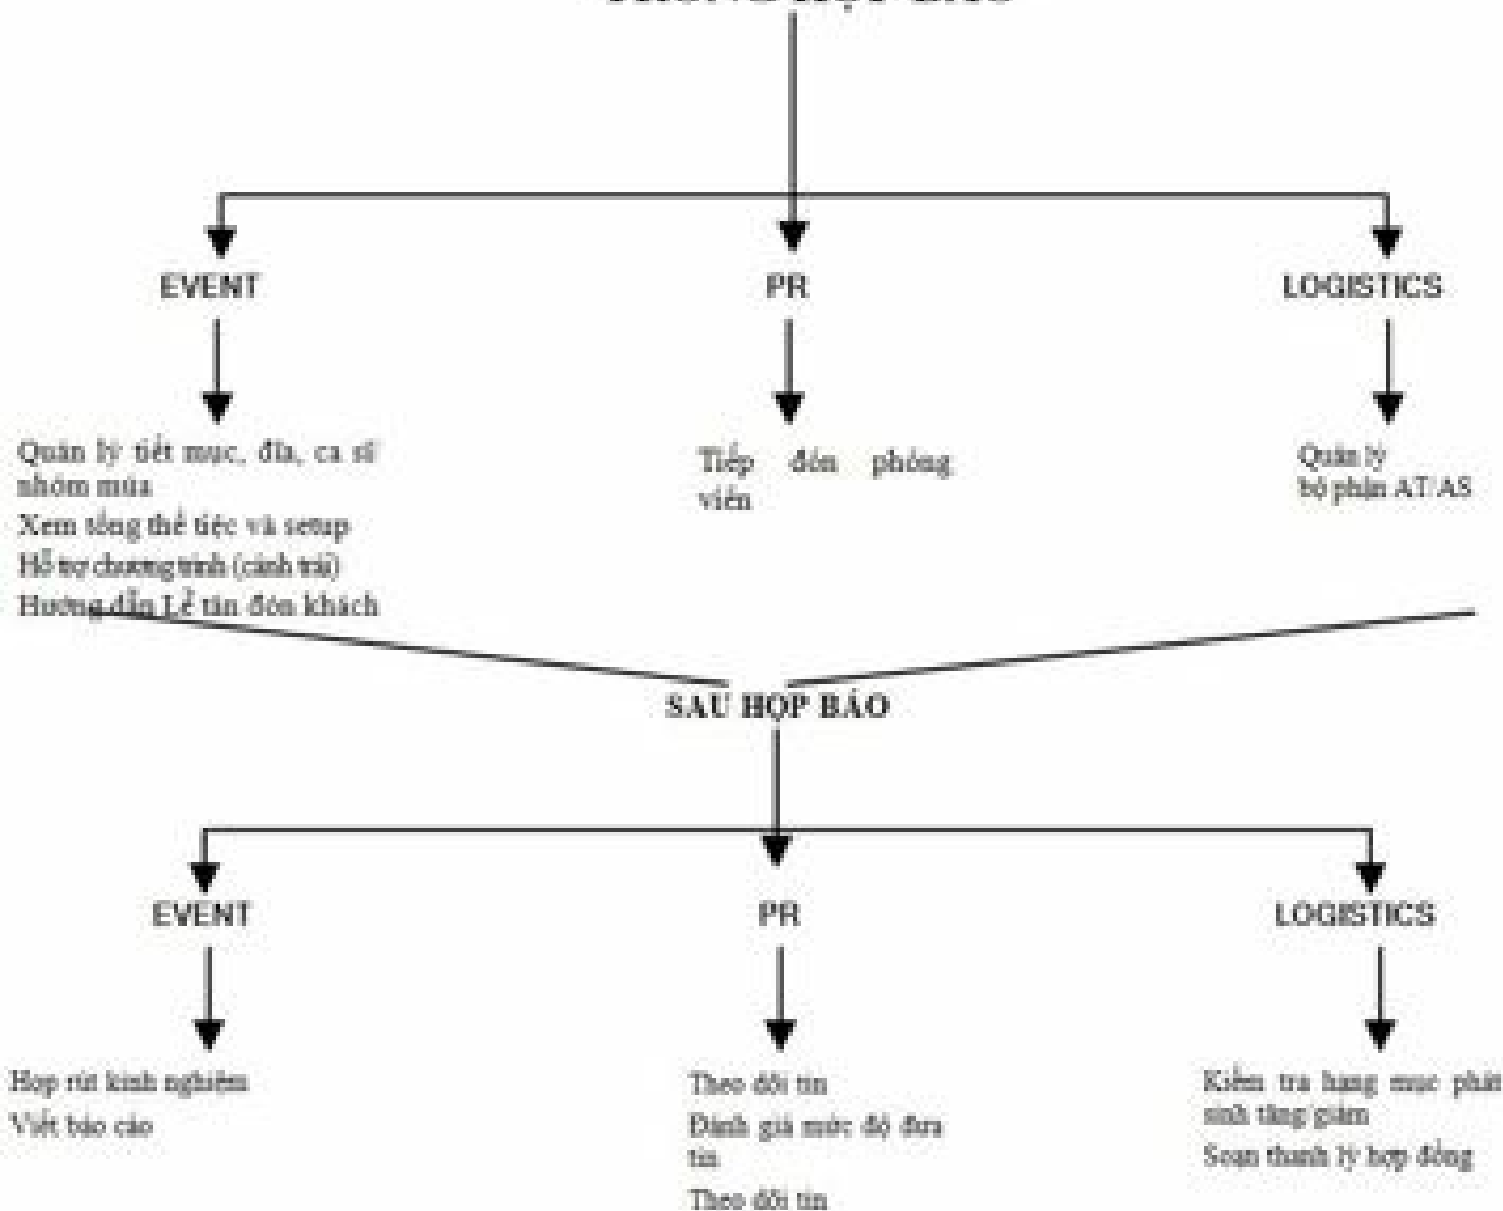 EVENT
PR
LOGISTICS
Quản lý tiết mục, đĩa, ca sĩ
nhóm múa
Xem tổng thể tiệc và setup
Hỗ trợ chương trình (cánh trái)
Hướng dẫn Lễ tân đón khách
Tiếp đón phóng
viên
Quản lý
bộ phận AT/AS
SAU HỌP BÁO
EVENT
PR
LOGISTICS
Họp rút kinh nghiệm
Viết báo cáo
Theo dõi tin
Đánh giá mức độ đưa
tin
Theo dõi tin
Kiểm tra hạng mục phát
sinh tăng/giảm
Soạn thanh lý hợp đồng